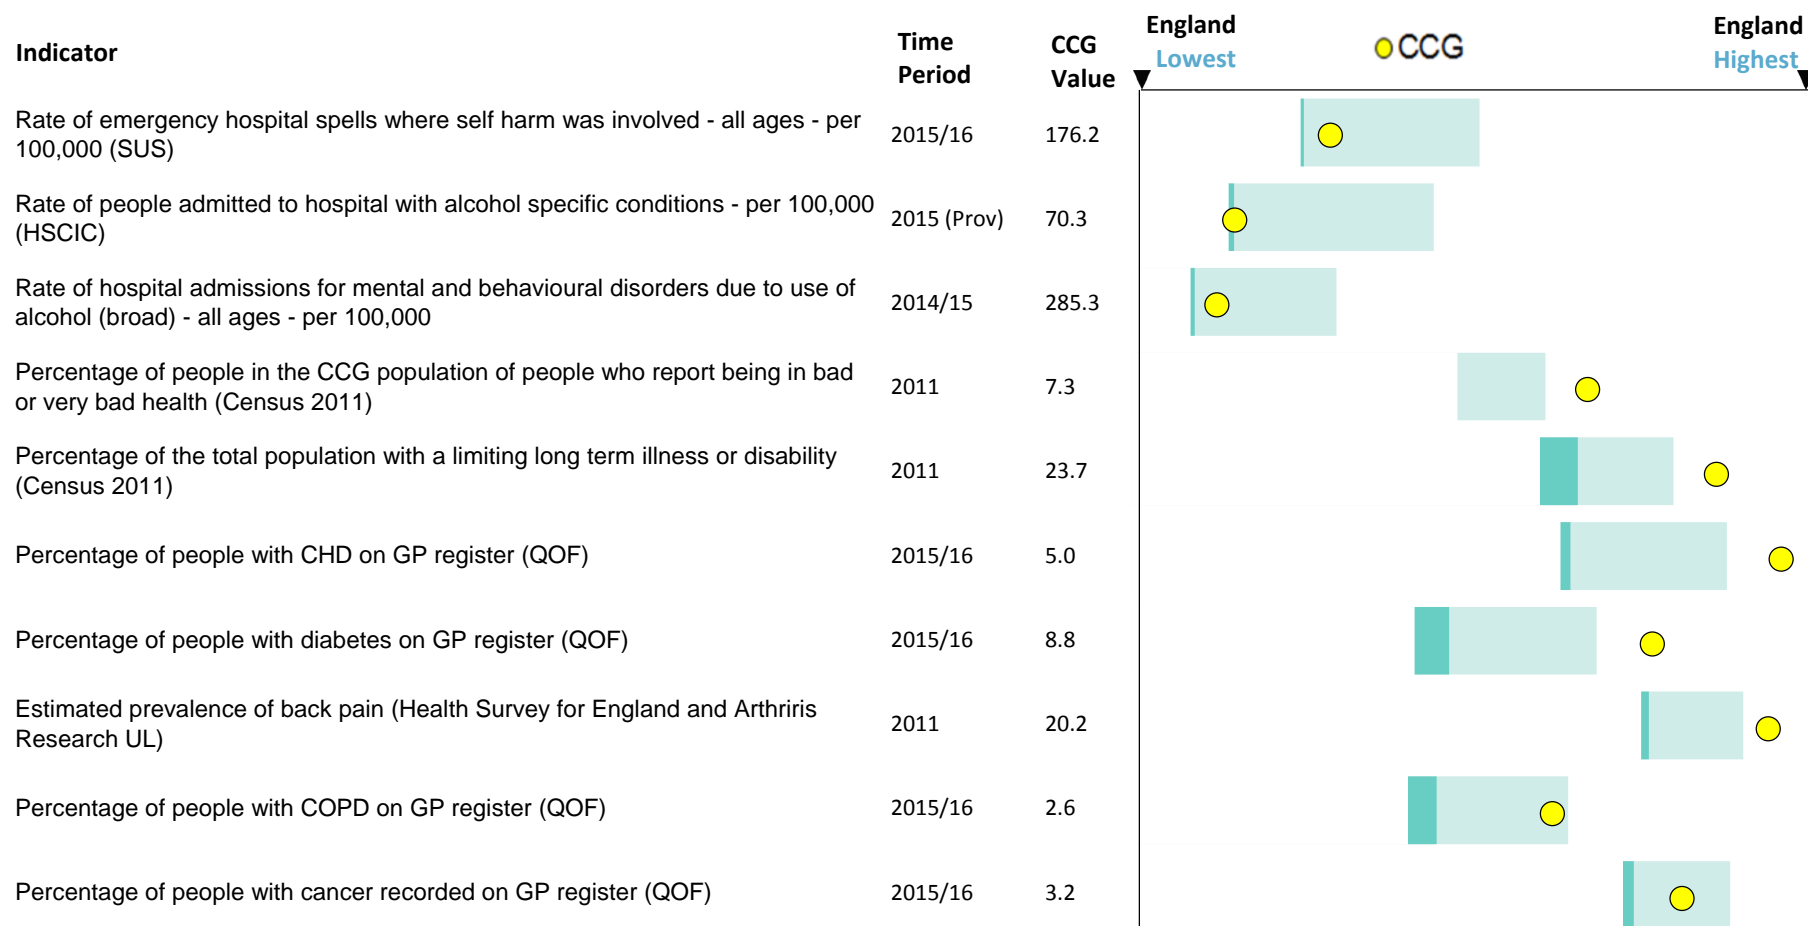 Indicator
Time
Period
CCG
Value
England
Lowest
CCG
England
Highest
Rate of emergency hospital spells where self harm was involved - all ages - per
100,000 (SUS)
2015/16
176.2
Rate of people admitted to hospital with alcohol specific conditions - per 100,000
(HSCIC)
2015 (Prov)
70.3
Rate of hospital admissions for mental and behavioural disorders due to use of
alcohol (broad) - all ages - per 100,000
2014/15
285.3
Percentage of people in the CCG population of people who report being in bad
or very bad health (Census 2011)
2011
7.3
Percentage of the total population with a limiting long term illness or disability
(Census 2011)
2011
23.7
Percentage of people with CHD on GP register (QOF)
2015/16
5.0
Percentage of people with diabetes on GP register (QOF)
2015/16
8.8
Estimated prevalence of back pain (Health Survey for England and Arthriris
Research UL)
2011
20.2
Percentage of people with COPD on GP register (QOF)
2015/16
2.6
Percentage of people with cancer recorded on GP register (QOF)
2015/16
3.2